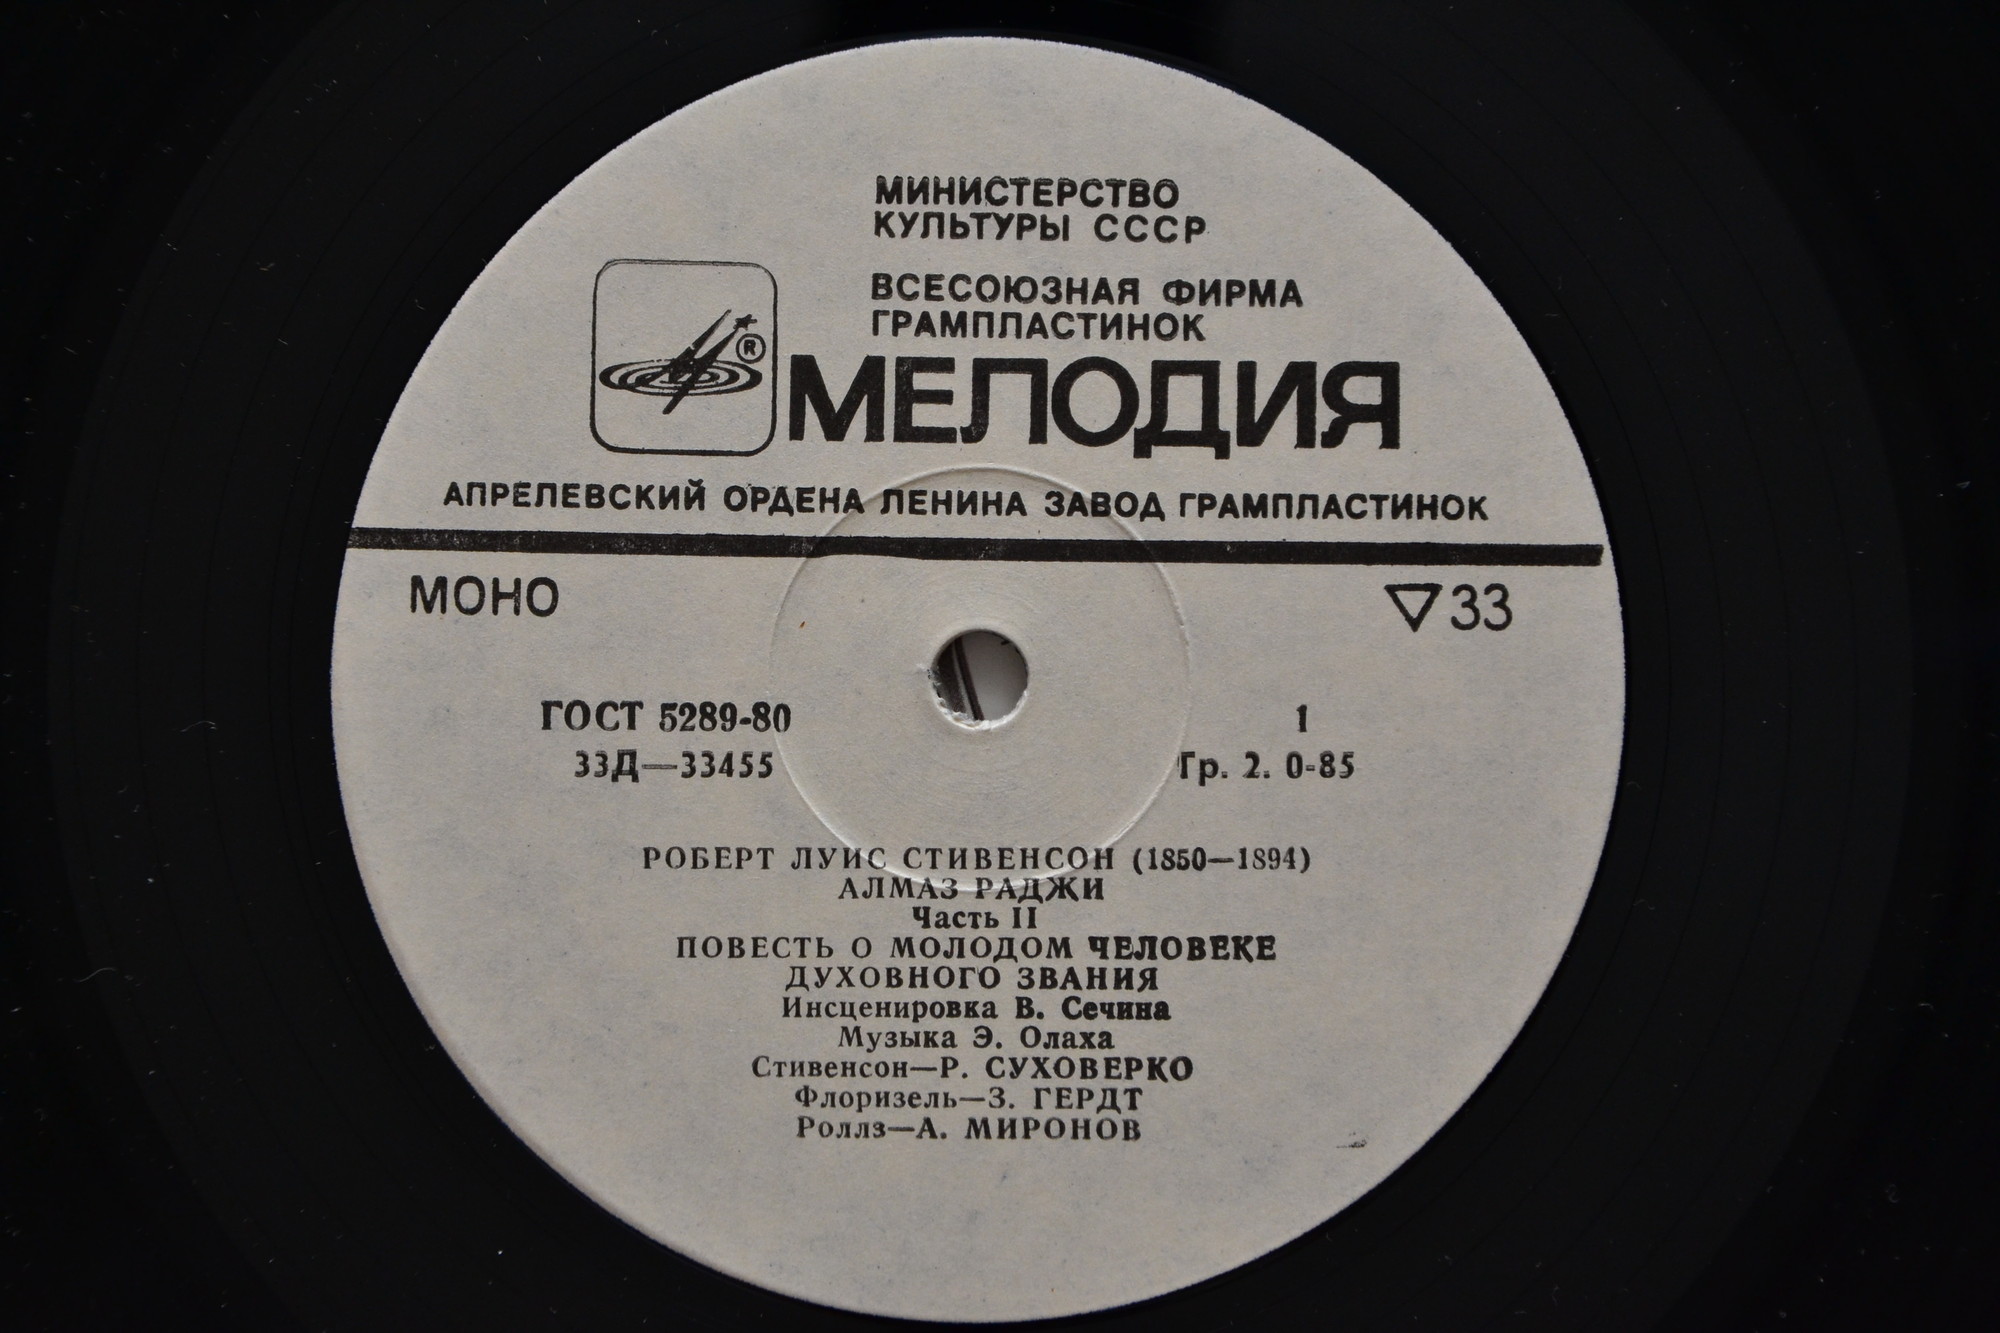 МИНИСТЕРСТВО
КУЛЬТУРЫ СССР
ВСЕСОЮЗНАЯ ФИРМА
ГРАМПЛАСТИНОК
®
МЕЛОДИЯ
АПРЕЛЕВСКИЙ ОРДЕНА ЛЕНИНА ЗАВОД ГРАМПЛАСТИНОК
МОНО
▽33
ГОСТ 5289-80
1
33Д—33455
Гр. 2. 0-85
РОБЕРТ ЛУИС СТИВЕНСОН (1850—1894)
АЛМАЗ РАДЖИ
Часть II
ПОВЕСТЬ О МОЛОДОМ ЧЕЛОВЕКЕ
ДУХОВНОГО ЗВАНИЯ
Инсценировка В. Сечина
Музыка Э. Олаха
Стивенсон—Р. СУХОВЕРКО
Флоризель—З. ГЕРДТ
Роллз—А. МИРОНОВ